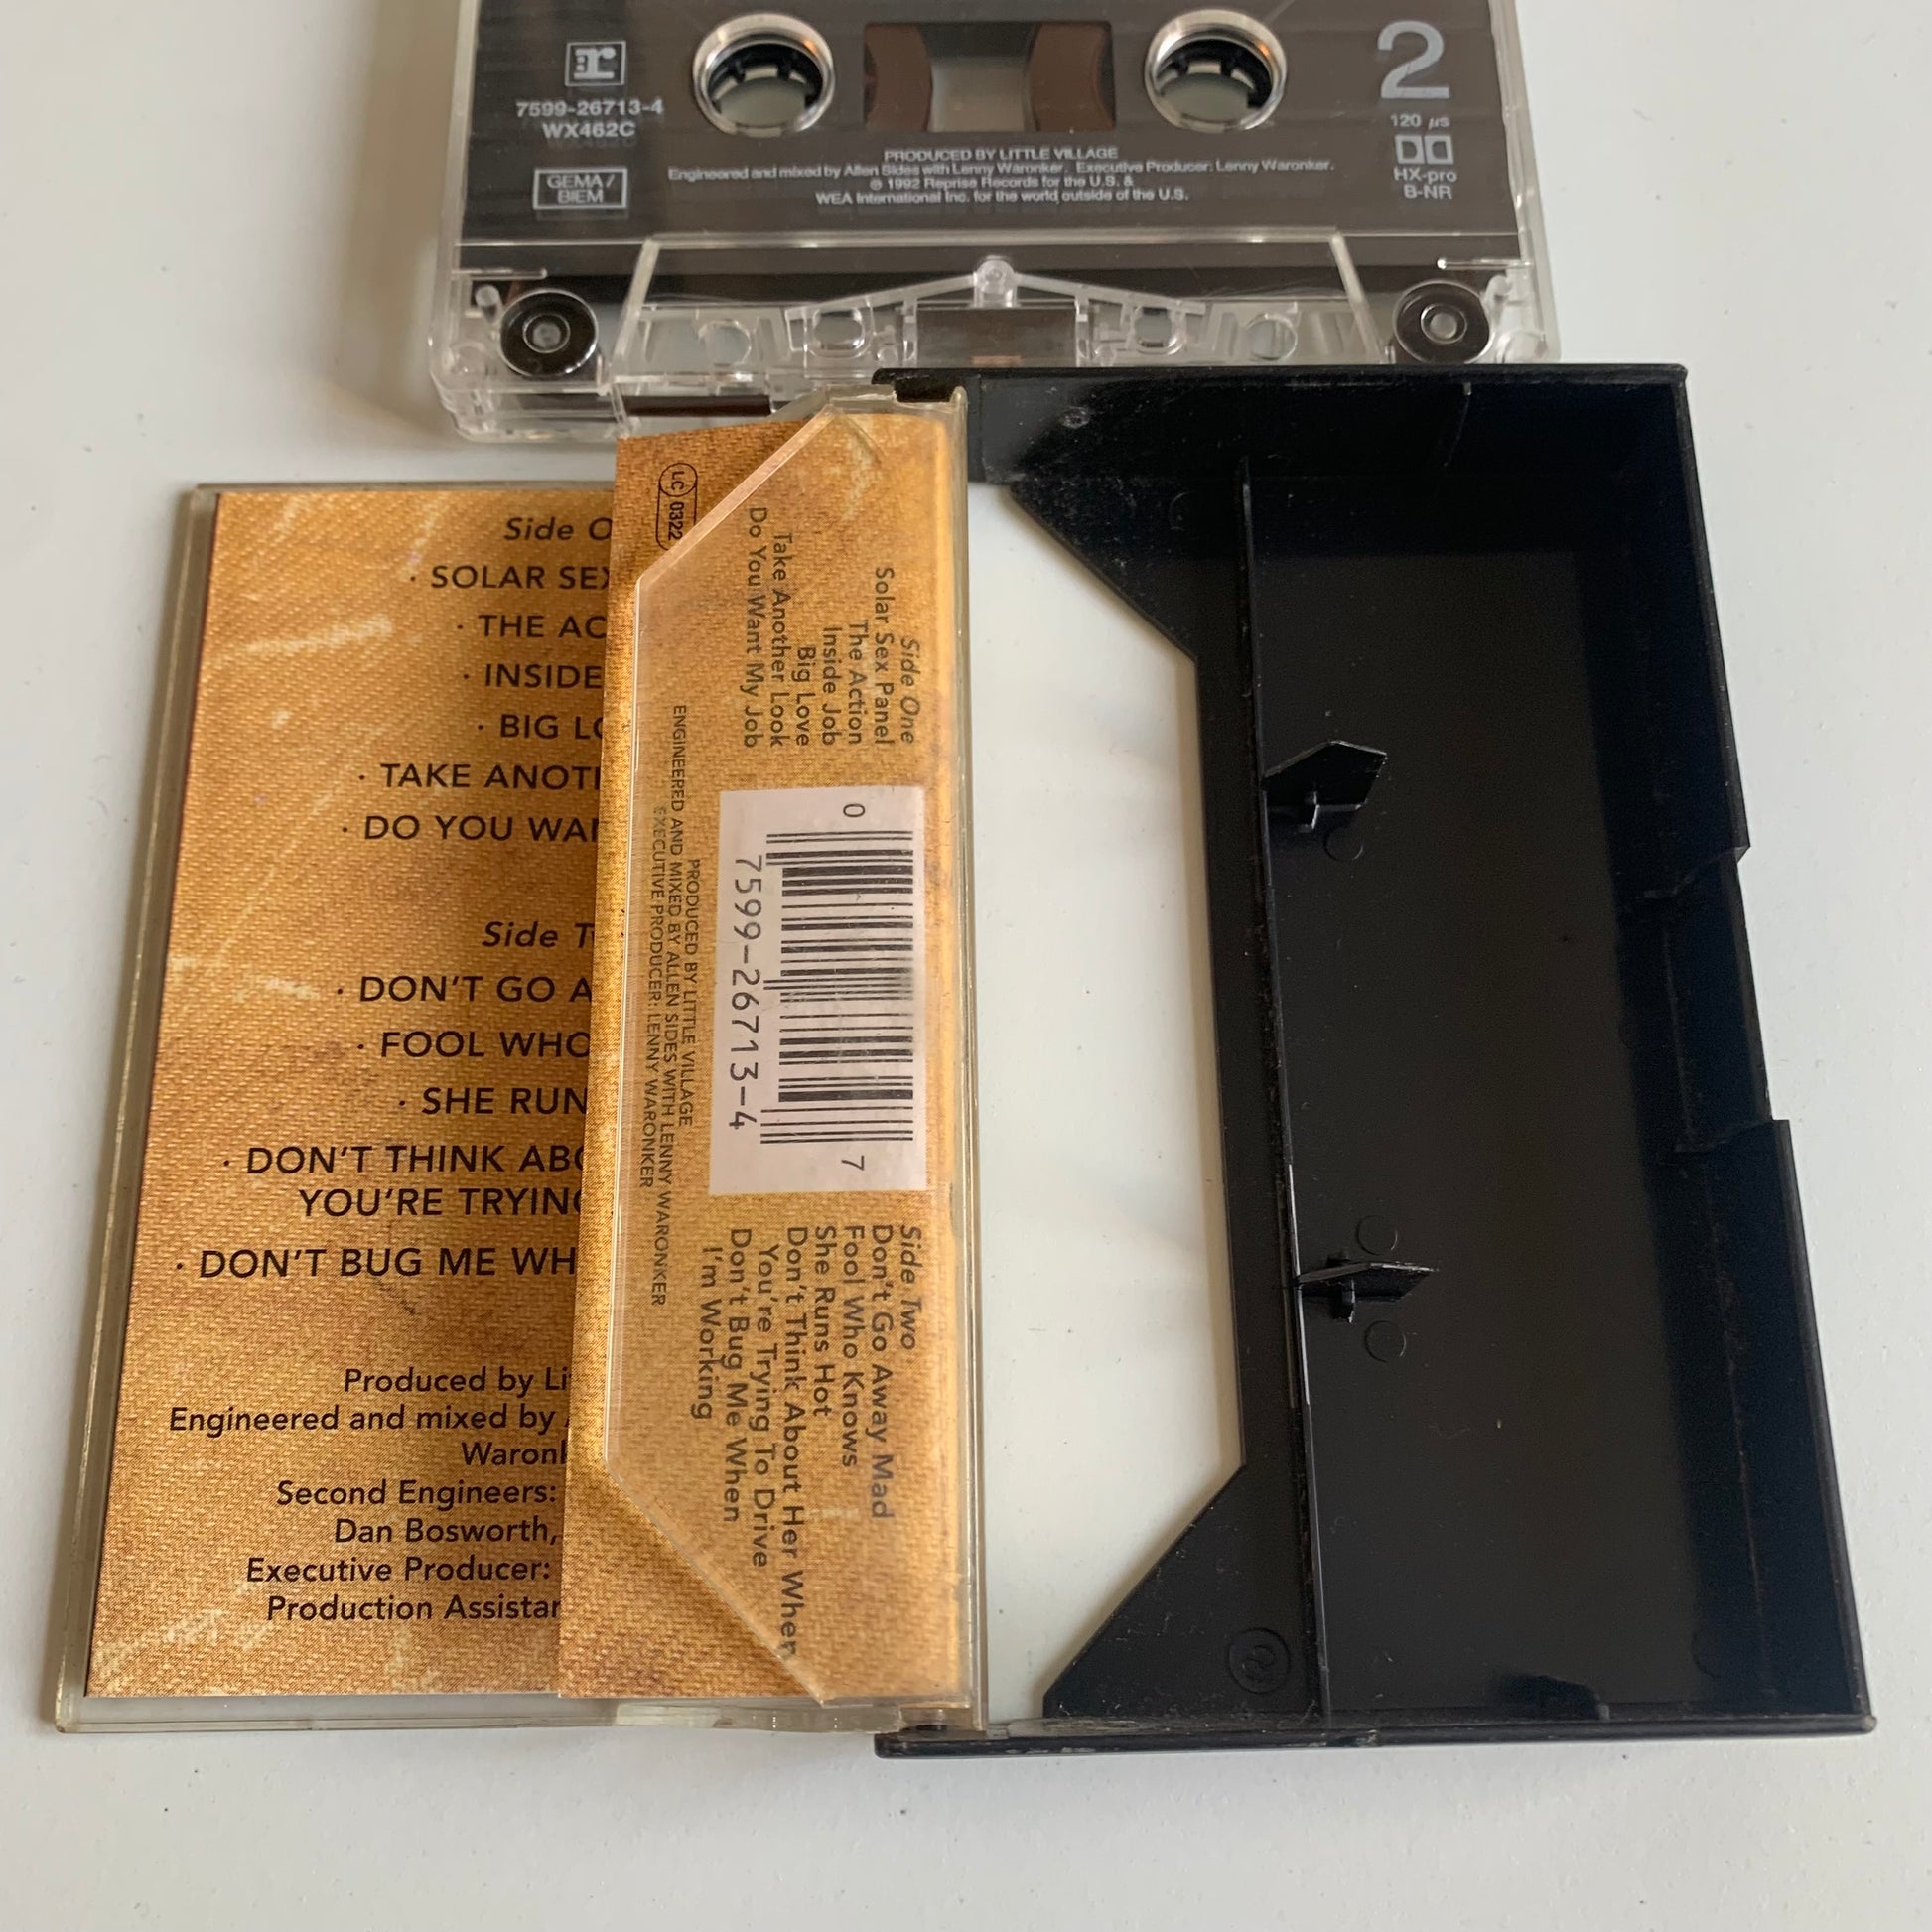 7599-26713-4
WX462C
GEMA/
BIEM
PRODUCED BY LITTLE VILLAGE
Engineered and mixed by Allen Sides with Lenny Waronker. Executive Producer: Lenny Waronker.
℗ 1992 Reprise Records for the U.S. &
WEA International Inc. for the world outside of the U.S.
2
120 µs
HX-pro
B-NR
Side O
· SOLAR SEX
· THE AC
· INSIDE
· BIG LO
· TAKE ANOT
· DO YOU WA
Side T
· DON'T GO A
· FOOL WHO
· SHE RUN
· DON'T THINK ABO
YOU'RE TRYING
· DON'T BUG ME WH
Produced by Li
Engineered and mixed by
Waronk
Second Engineers:
Dan Bosworth,
Executive Producer:
Production Assistan
LC 0322
Side One
Solar Sex Panel
The Action
Inside Job
Big Love
Take Another Look
Do You Want My Job
0
7599-26713-4
7
Side Two
Don't Go Away Mad
Fool Who Knows
She Runs Hot
Don't Think About Her When
You're Trying To Drive
Don't Bug Me When
I'm Working
PRODUCED BY LITTLE VILLAGE
ENGINEERED AND MIXED BY ALLEN SIDES WITH LENNY WARONKER
EXECUTIVE PRODUCER: LENNY WARONKER